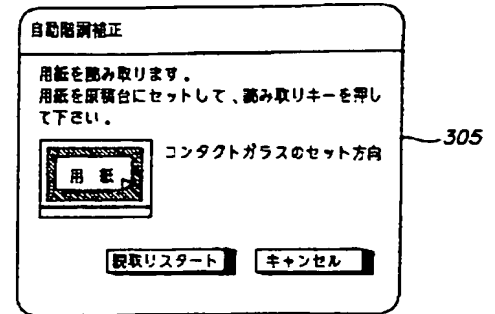 自動階調補正
用紙を読み取ります。
用紙を原稿台にセットして、読み取りキーを押し
て下さい。
コンタクトガラスのセット方向
用 紙
読取りスタート
キャンセル
305